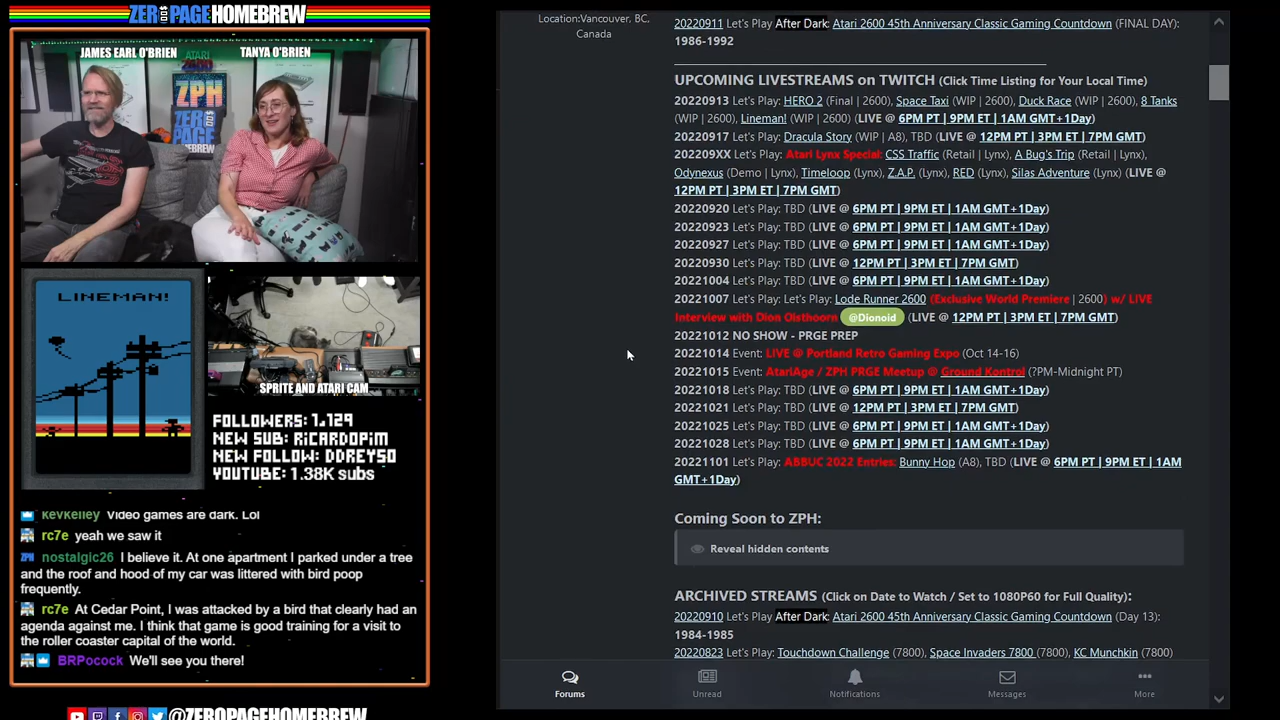 ZEROPAGE HOMEBREW
JAMES EARL O'BRIEN
TANYA O'BRIEN
ATARI
ZPH
ZERO
PAGE
HOMEBREW
LINEMAN!
SPRITE AND ATARI CAM
FOLLOWERS: 1,129
NEW SUB: RICARDOPIM
NEW FOLLOW: DDREYSO
YOUTUBE: 1.38K SUBS
kevkelley Video games are dark. Lol
rc7e yeah we saw it
nostalgic26 I believe it. At one apartment I parked under a tree
and the roof and hood of my car was littered with bird poop
frequently.
rc7e At Cedar Point, I was attacked by a bird that clearly had an
agenda against me. I think that game is good training for a visit to
the roller coaster capital of the world.
BRPocock We'll see you there!
@ZEROPAGEHOMEBREW
Location:Vancouver, BC,
Canada
20220911 Let's Play After Dark: Atari 2600 45th Anniversary Classic Gaming Countdown (FINAL DAY):
1986-1992
UPCOMING LIVESTREAMS on TWITCH (Click Time Listing for Your Local Time)
20220913 Let's Play: HERO 2 (Final | 2600), Space Taxi (WIP | 2600), Duck Race (WIP | 2600), 8 Tanks
(WIP | 2600), Lineman! (WIP | 2600) (LIVE @ 6PM PT | 9PM ET | 1AM GMT+1Day)
20220917 Let's Play: Dracula Story (WIP | A8), TBD (LIVE @ 12PM PT | 3PM ET | 7PM GMT)
202209XX Let's Play: Atari Lynx Special: CSS Traffic (Retail | Lynx), A Bug's Trip (Retail | Lynx),
Odynexus (Demo | Lynx), Timeloop (Lynx), Z.A.P. (Lynx), RED (Lynx), Silas Adventure (Lynx) (LIVE @
12PM PT | 3PM ET | 7PM GMT)
20220920 Let's Play: TBD (LIVE @ 6PM PT | 9PM ET | 1AM GMT+1Day)
20220923 Let's Play: TBD (LIVE @ 6PM PT | 9PM ET | 1AM GMT+1Day)
20220927 Let's Play: TBD (LIVE @ 6PM PT | 9PM ET | 1AM GMT+1Day)
20220930 Let's Play: TBD (LIVE @ 12PM PT | 3PM ET | 7PM GMT)
20221004 Let's Play: TBD (LIVE @ 6PM PT | 9PM ET | 1AM GMT+1Day)
20221007 Let's Play: Let's Play: Lode Runner 2600 (Exclusive World Premiere | 2600) w/ LIVE
Interview with Dion Olsthoorn @Dionoid (LIVE @ 12PM PT | 3PM ET | 7PM GMT)
20221012 NO SHOW - PRGE PREP
20221014 Event: LIVE @ Portland Retro Gaming Expo (Oct 14-16)
20221015 Event: AtariAge / ZPH PRGE Meetup @ Ground Kontrol (?PM-Midnight PT)
20221018 Let's Play: TBD (LIVE @ 6PM PT | 9PM ET | 1AM GMT+1Day)
20221021 Let's Play: TBD (LIVE @ 12PM PT | 3PM ET | 7PM GMT)
20221025 Let's Play: TBD (LIVE @ 6PM PT | 9PM ET | 1AM GMT+1Day)
20221028 Let's Play: TBD (LIVE @ 6PM PT | 9PM ET | 1AM GMT+1Day)
20221101 Let's Play: ABBUC 2022 Entries: Bunny Hop (A8), TBD (LIVE @ 6PM PT | 9PM ET | 1AM
GMT+1Day)
Coming Soon to ZPH:
Reveal hidden contents
ARCHIVED STREAMS (Click on Date to Watch / Set to 1080P60 for Full Quality):
20220910 Let's Play After Dark: Atari 2600 45th Anniversary Classic Gaming Countdown (Day 13):
1984-1985
20220823 Let's Play: Touchdown Challenge (7800), Space Invaders 7800 (7800), KC Munchkin (7800)
Forums
Unread
Notifications
Messages
More